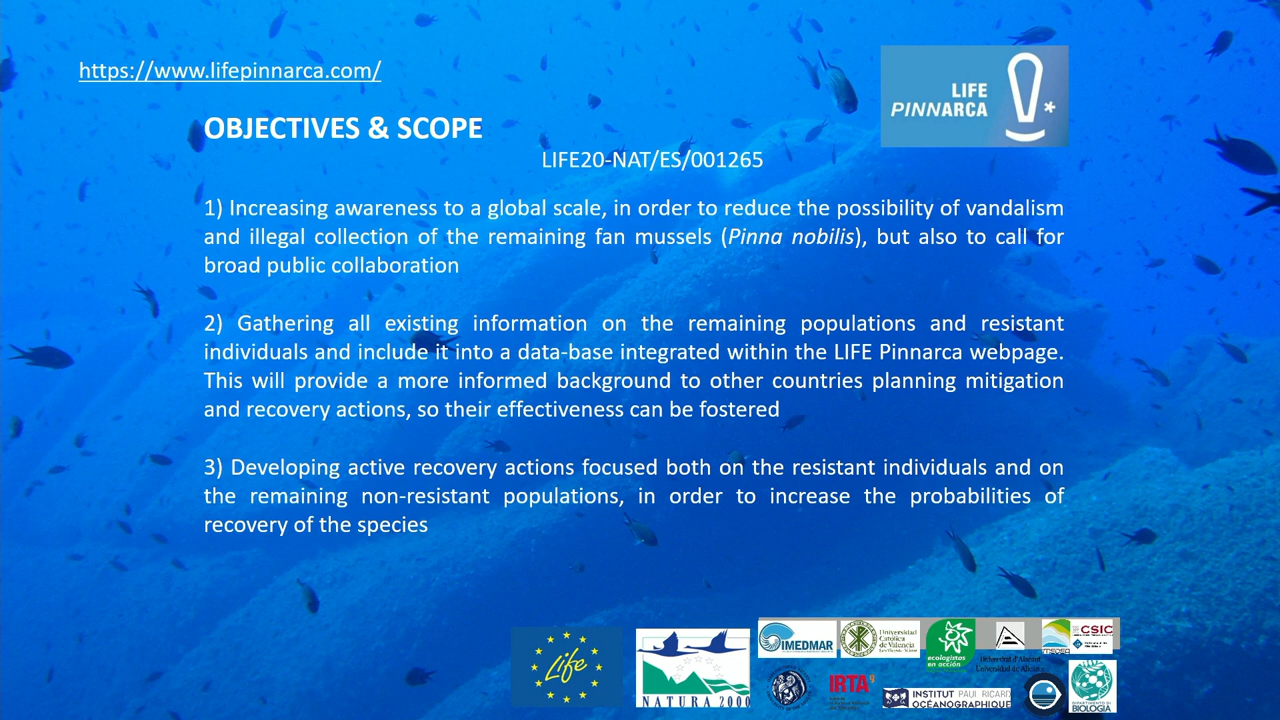 https://www.lifepinnarca.com/
LIFE
PINNARCA
*
OBJECTIVES & SCOPE
LIFE20-NAT/ES/001265
1) Increasing awareness to a global scale, in order to reduce the possibility of vandalism
and illegal collection of the remaining fan mussels (Pinna nobilis), but also to call for
broad public collaboration
2) Gathering all existing information on the remaining populations and resistant
individuals and include it into a data-base integrated within the LIFE Pinnarca webpage.
This will provide a more informed background to other countries planning mitigation
and recovery actions, so their effectiveness can be fostered
3) Developing active recovery actions focused both on the resistant individuals and on
the remaining non-resistant populations, in order to increase the probabilities of
recovery of the species
Life
NATURA 2000
IMEDMAR
Universidad
Católica
de Valencia
ecologistas
en acción
Universitat d'Alacant
Universidad de Alicante
CSIC
IRTA
INSTITUT PAUL RICARD
OCÉANOGRAPHIQUE
DIPARTIMENTO DI
BIOLOGIA